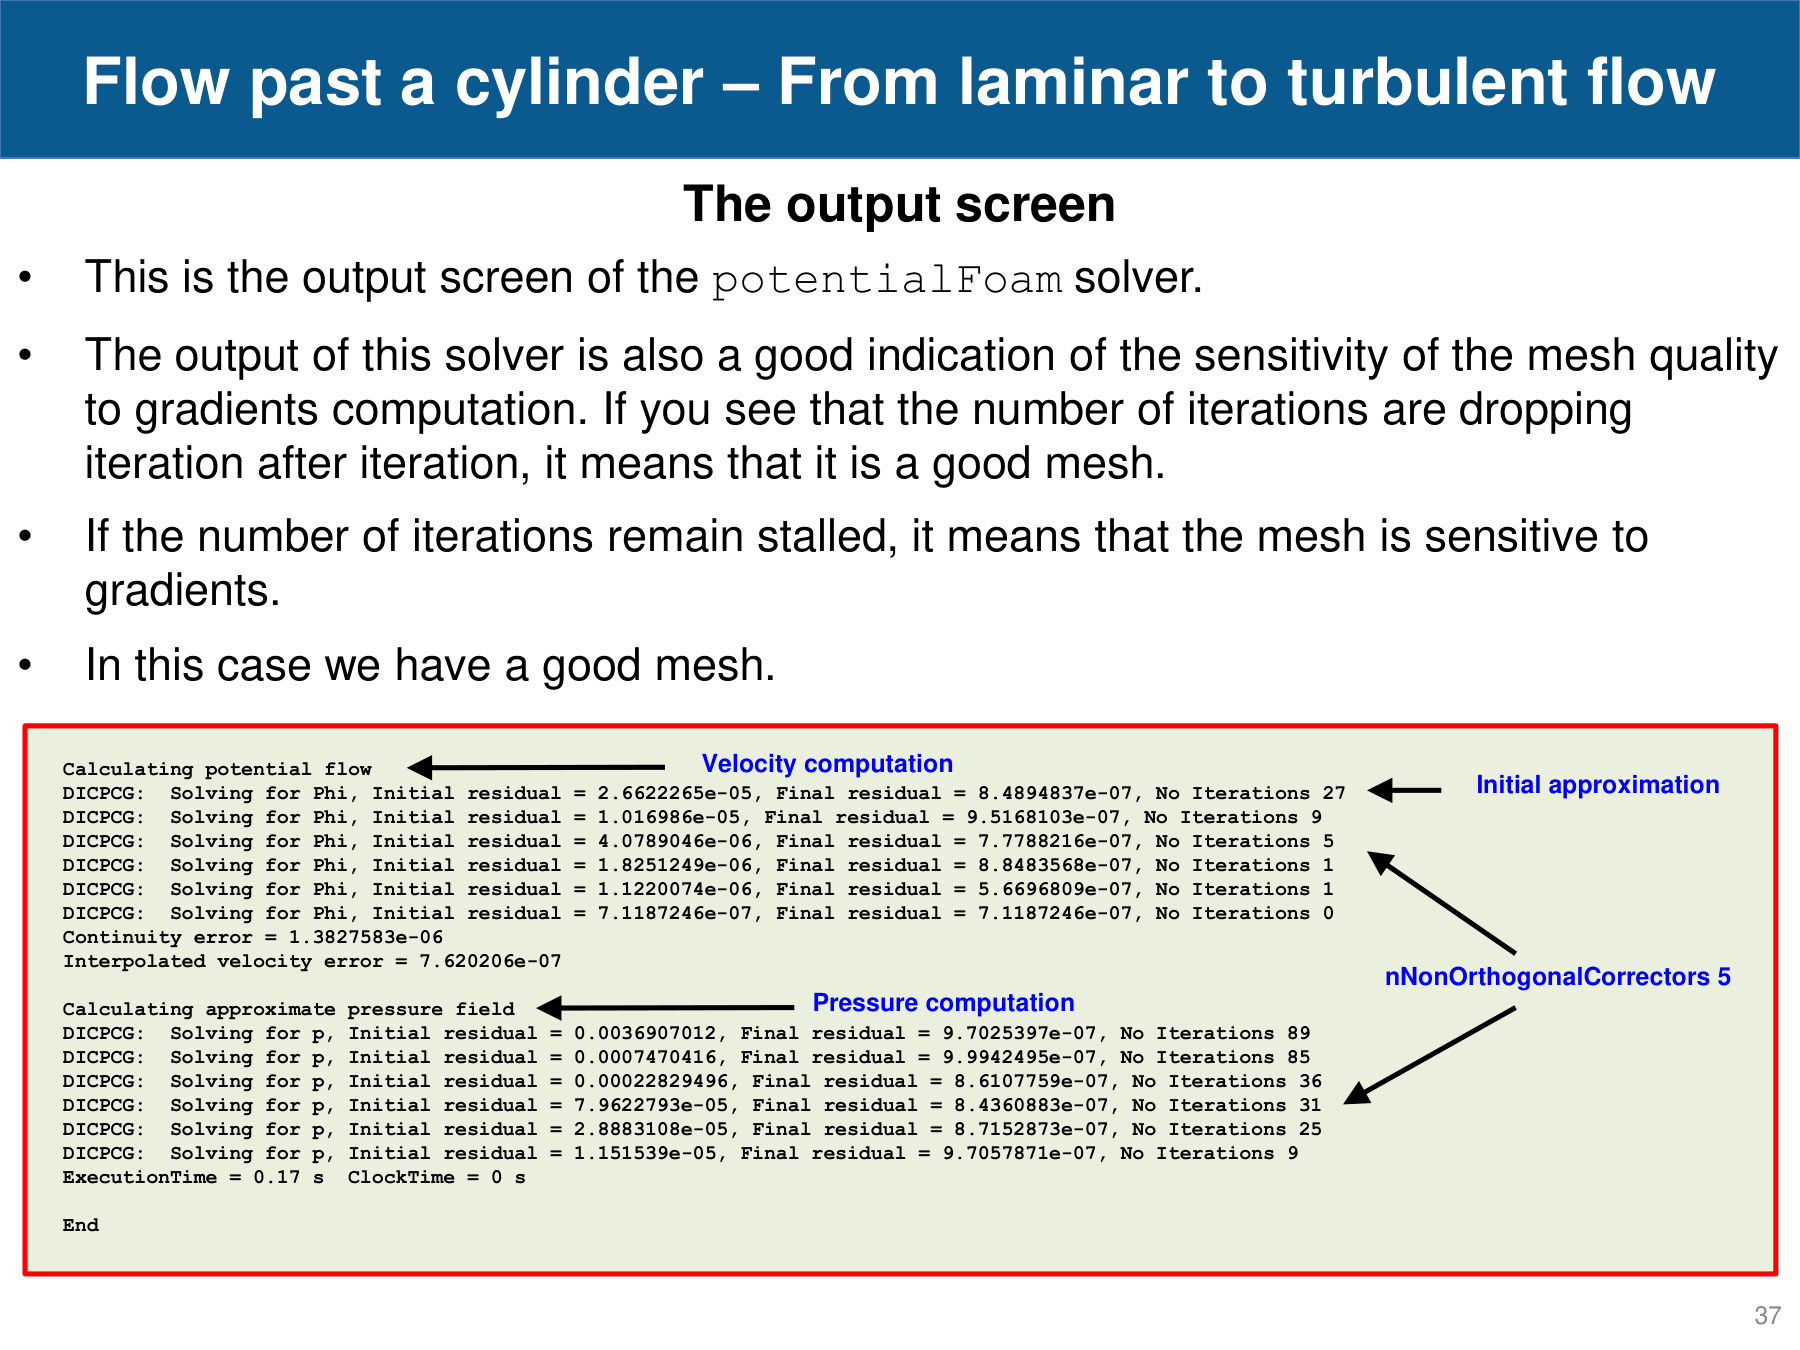 Flow past a cylinder – From laminar to turbulent flow
The output screen
• This is the output screen of the potentialFoam solver.
• The output of this solver is also a good indication of the sensitivity of the mesh quality
to gradients computation. If you see that the number of iterations are dropping
iteration after iteration, it means that it is a good mesh.
• If the number of iterations remain stalled, it means that the mesh is sensitive to
gradients.
• In this case we have a good mesh.
Calculating potential flow
Velocity computation
DICPCG:  Solving for Phi, Initial residual = 2.6622265e-05, Final residual = 8.4894837e-07, No Iterations 27
Initial approximation
DICPCG:  Solving for Phi, Initial residual = 1.016986e-05, Final residual = 9.5168103e-07, No Iterations 9
DICPCG:  Solving for Phi, Initial residual = 4.0789046e-06, Final residual = 7.7788216e-07, No Iterations 5
DICPCG:  Solving for Phi, Initial residual = 1.8251249e-06, Final residual = 8.8483568e-07, No Iterations 1
DICPCG:  Solving for Phi, Initial residual = 1.1220074e-06, Final residual = 5.6696809e-07, No Iterations 1
DICPCG:  Solving for Phi, Initial residual = 7.1187246e-07, Final residual = 7.1187246e-07, No Iterations 0
Continuity error = 1.3827583e-06
Interpolated velocity error = 7.620206e-07
nNonOrthogonalCorrectors 5
Calculating approximate pressure field
Pressure computation
DICPCG:  Solving for p, Initial residual = 0.0036907012, Final residual = 9.7025397e-07, No Iterations 89
DICPCG:  Solving for p, Initial residual = 0.0007470416, Final residual = 9.9942495e-07, No Iterations 85
DICPCG:  Solving for p, Initial residual = 0.00022829496, Final residual = 8.6107759e-07, No Iterations 36
DICPCG:  Solving for p, Initial residual = 7.9622793e-05, Final residual = 8.4360883e-07, No Iterations 31
DICPCG:  Solving for p, Initial residual = 2.8883108e-05, Final residual = 8.7152873e-07, No Iterations 25
DICPCG:  Solving for p, Initial residual = 1.151539e-05, Final residual = 9.7057871e-07, No Iterations 9
ExecutionTime = 0.17 s  ClockTime = 0 s
End
37